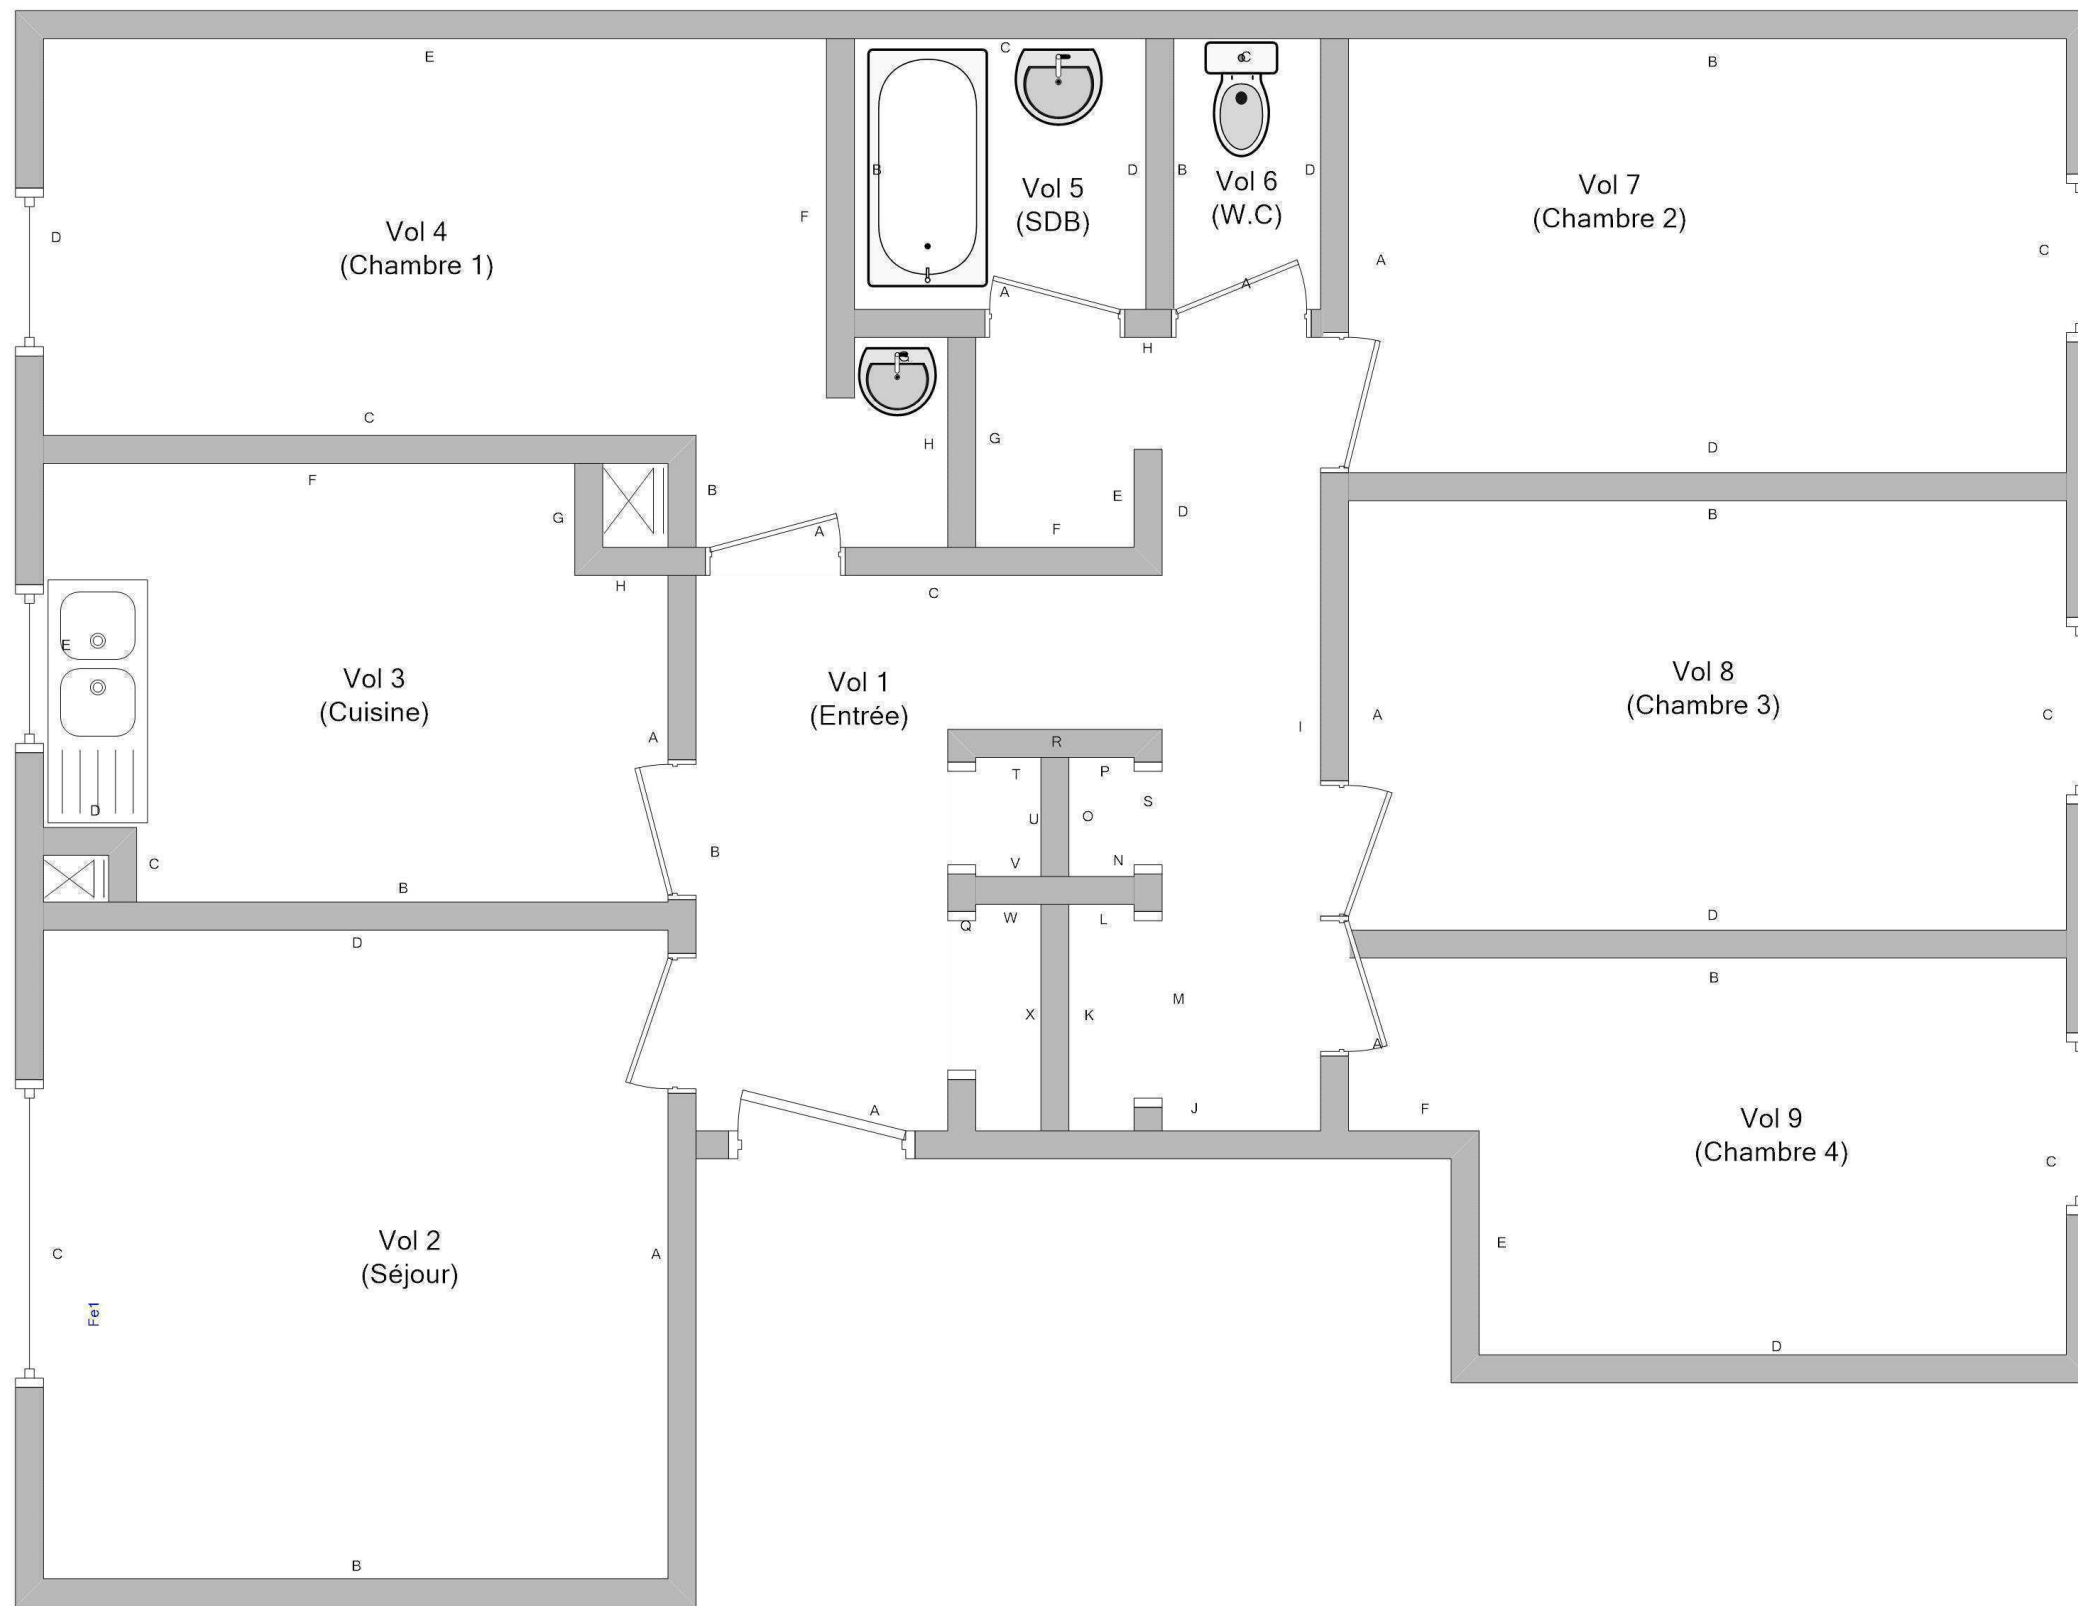 E
C
C
B
Vol 4
(Chambre 1)
D
F
B
Vol 5
(SDB)
D
B
Vol 6
(W.C)
D
Vol 7
(Chambre 2)
A
C
A
A
H
G
C
F
H
G
D
B
G
B
A
E
F
D
B
H
C
E
Vol 3
(Cuisine)
A
Vol 1
(Entrée)
I
Vol 8
(Chambre 3)
A
C
R
T
P
S
U
O
D
C
B
B
V
N
Q
W
L
D
D
B
X
K
M
A
A
J
F
Vol 9
(Chambre 4)
C
Vol 2
(Séjour)
C
A
E
Fe1
D
B